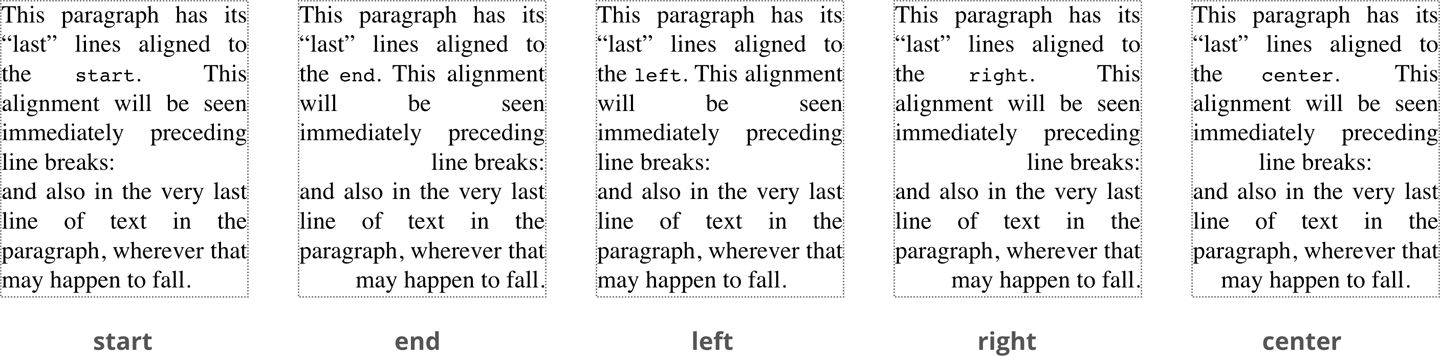 This paragraph has its
“last” lines aligned to
the start. This
alignment will be seen
immediately preceding
line breaks:
and also in the very last
line of text in the
paragraph, wherever that
may happen to fall.
start
This paragraph has its
“last” lines aligned to
the end. This alignment
will be seen
immediately preceding
line breaks:
and also in the very last
line of text in the
paragraph, wherever that
may happen to fall.
end
This paragraph has its
“last” lines aligned to
the left. This alignment
will be seen
immediately preceding
line breaks:
and also in the very last
line of text in the
paragraph, wherever that
may happen to fall.
left
This paragraph has its
“last” lines aligned to
the right. This
alignment will be seen
immediately preceding
line breaks:
and also in the very last
line of text in the
paragraph, wherever that
may happen to fall.
right
This paragraph has its
“last” lines aligned to
the center. This
alignment will be seen
immediately preceding
line breaks:
and also in the very last
line of text in the
paragraph, wherever that
may happen to fall.
center